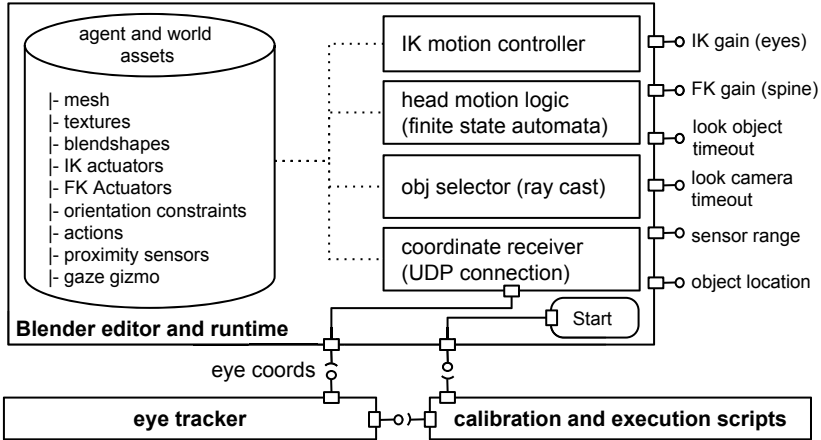 agent and world
assets
|- mesh
|- textures
|- blendshapes
|- IK actuators
|- FK Actuators
|- orientation constraints
|- actions
|- proximity sensors
|- gaze gizmo
IK motion controller
head motion logic
(finite state automata)
obj selector (ray cast)
coordinate receiver
(UDP connection)
Start
Blender editor and runtime
IK gain (eyes)
FK gain (spine)
look object
timeout
look camera
timeout
sensor range
object location
eye coords
eye tracker
calibration and execution scripts